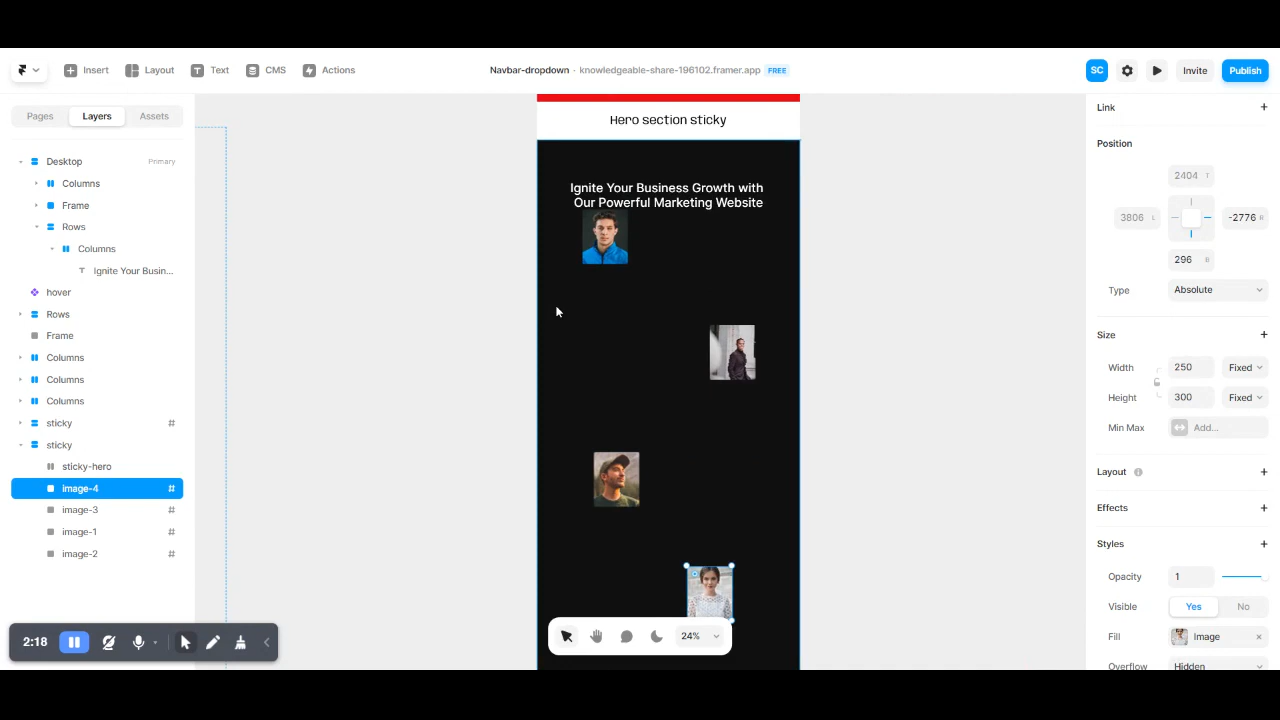 Insert
Layout
Text
CMS
Actions
Navbar-dropdown · knowledgeable-share-196102.framer.app FREE
SC
Invite
Publish
Pages
Layers
Assets
Desktop
Primary
Columns
Frame
Rows
Columns
Ignite Your Busin...
hover
Rows
Frame
Columns
Columns
Columns
sticky #
sticky
sticky-hero
image-4 #
image-3 #
image-1 #
image-2 #
2:18
Hero section sticky
Ignite Your Business Growth with
Our Powerful Marketing Website
24%
Link
Position
2404 T
3806 L
-2776 R
296 B
Type
Absolute
Size
Width
250
Fixed
Height
300
Fixed
Min Max
Add...
Layout
Effects
Styles
Opacity
1
Visible
Yes
No
Fill
Image
Overflow
Hidden